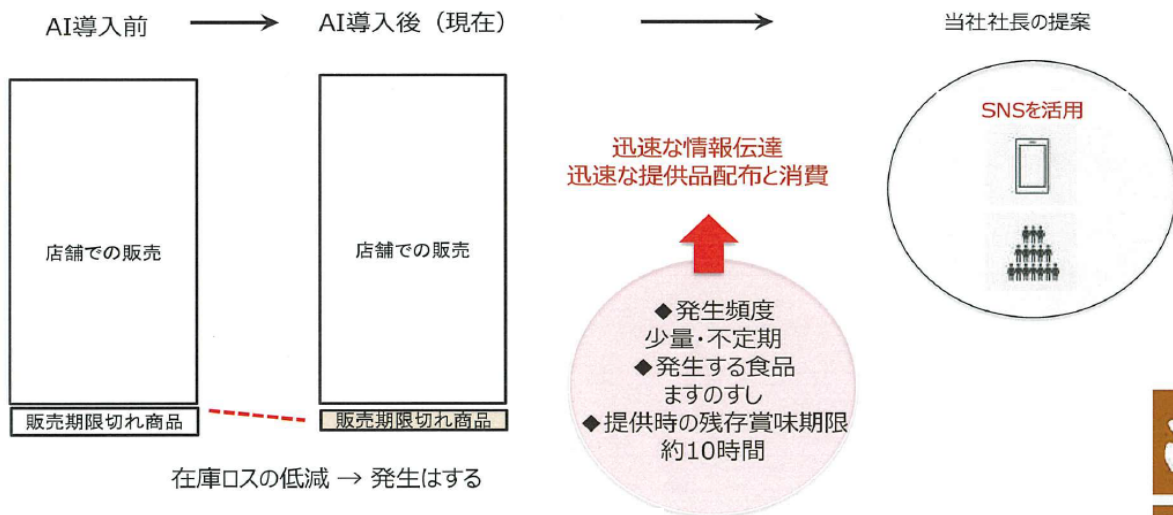 AI導入前
AI導入後（現在）
当社社長の提案
SNSを活用
迅速な情報伝達
迅速な提供品配布と消費
店舗での販売
店舗での販売
◆発生頻度
少量・不定期
◆発生する食品
ますのすし
◆提供時の残存賞味期限
約10時間
販売期限切れ商品
販売期限切れ商品
在庫ロスの低減 → 発生はする